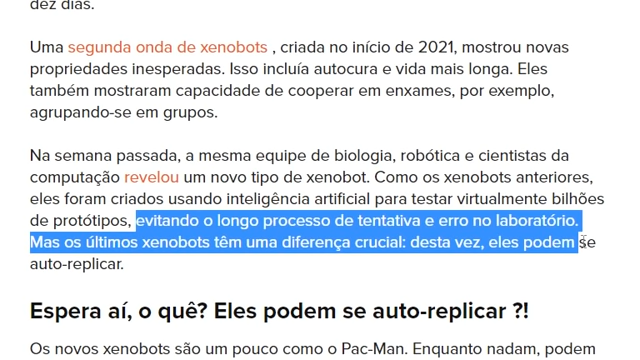 dez dias.
Uma segunda onda de xenobots , criada no início de 2021, mostrou novas
propriedades inesperadas. Isso incluía autocura e vida mais longa. Eles
também mostraram capacidade de cooperar em enxames, por exemplo,
agrupando-se em grupos.
Na semana passada, a mesma equipe de biologia, robótica e cientistas da
computação revelou um novo tipo de xenobot. Como os xenobots anteriores,
eles foram criados usando inteligência artificial para testar virtualmente bilhões
de protótipos, evitando o longo processo de tentativa e erro no laboratório.
Mas os últimos xenobots têm uma diferença crucial: desta vez, eles podem se
auto-replicar.
Espera aí, o quê? Eles podem se auto-replicar ?!
Os novos xenobots são um pouco como o Pac-Man. Enquanto nadam, podem